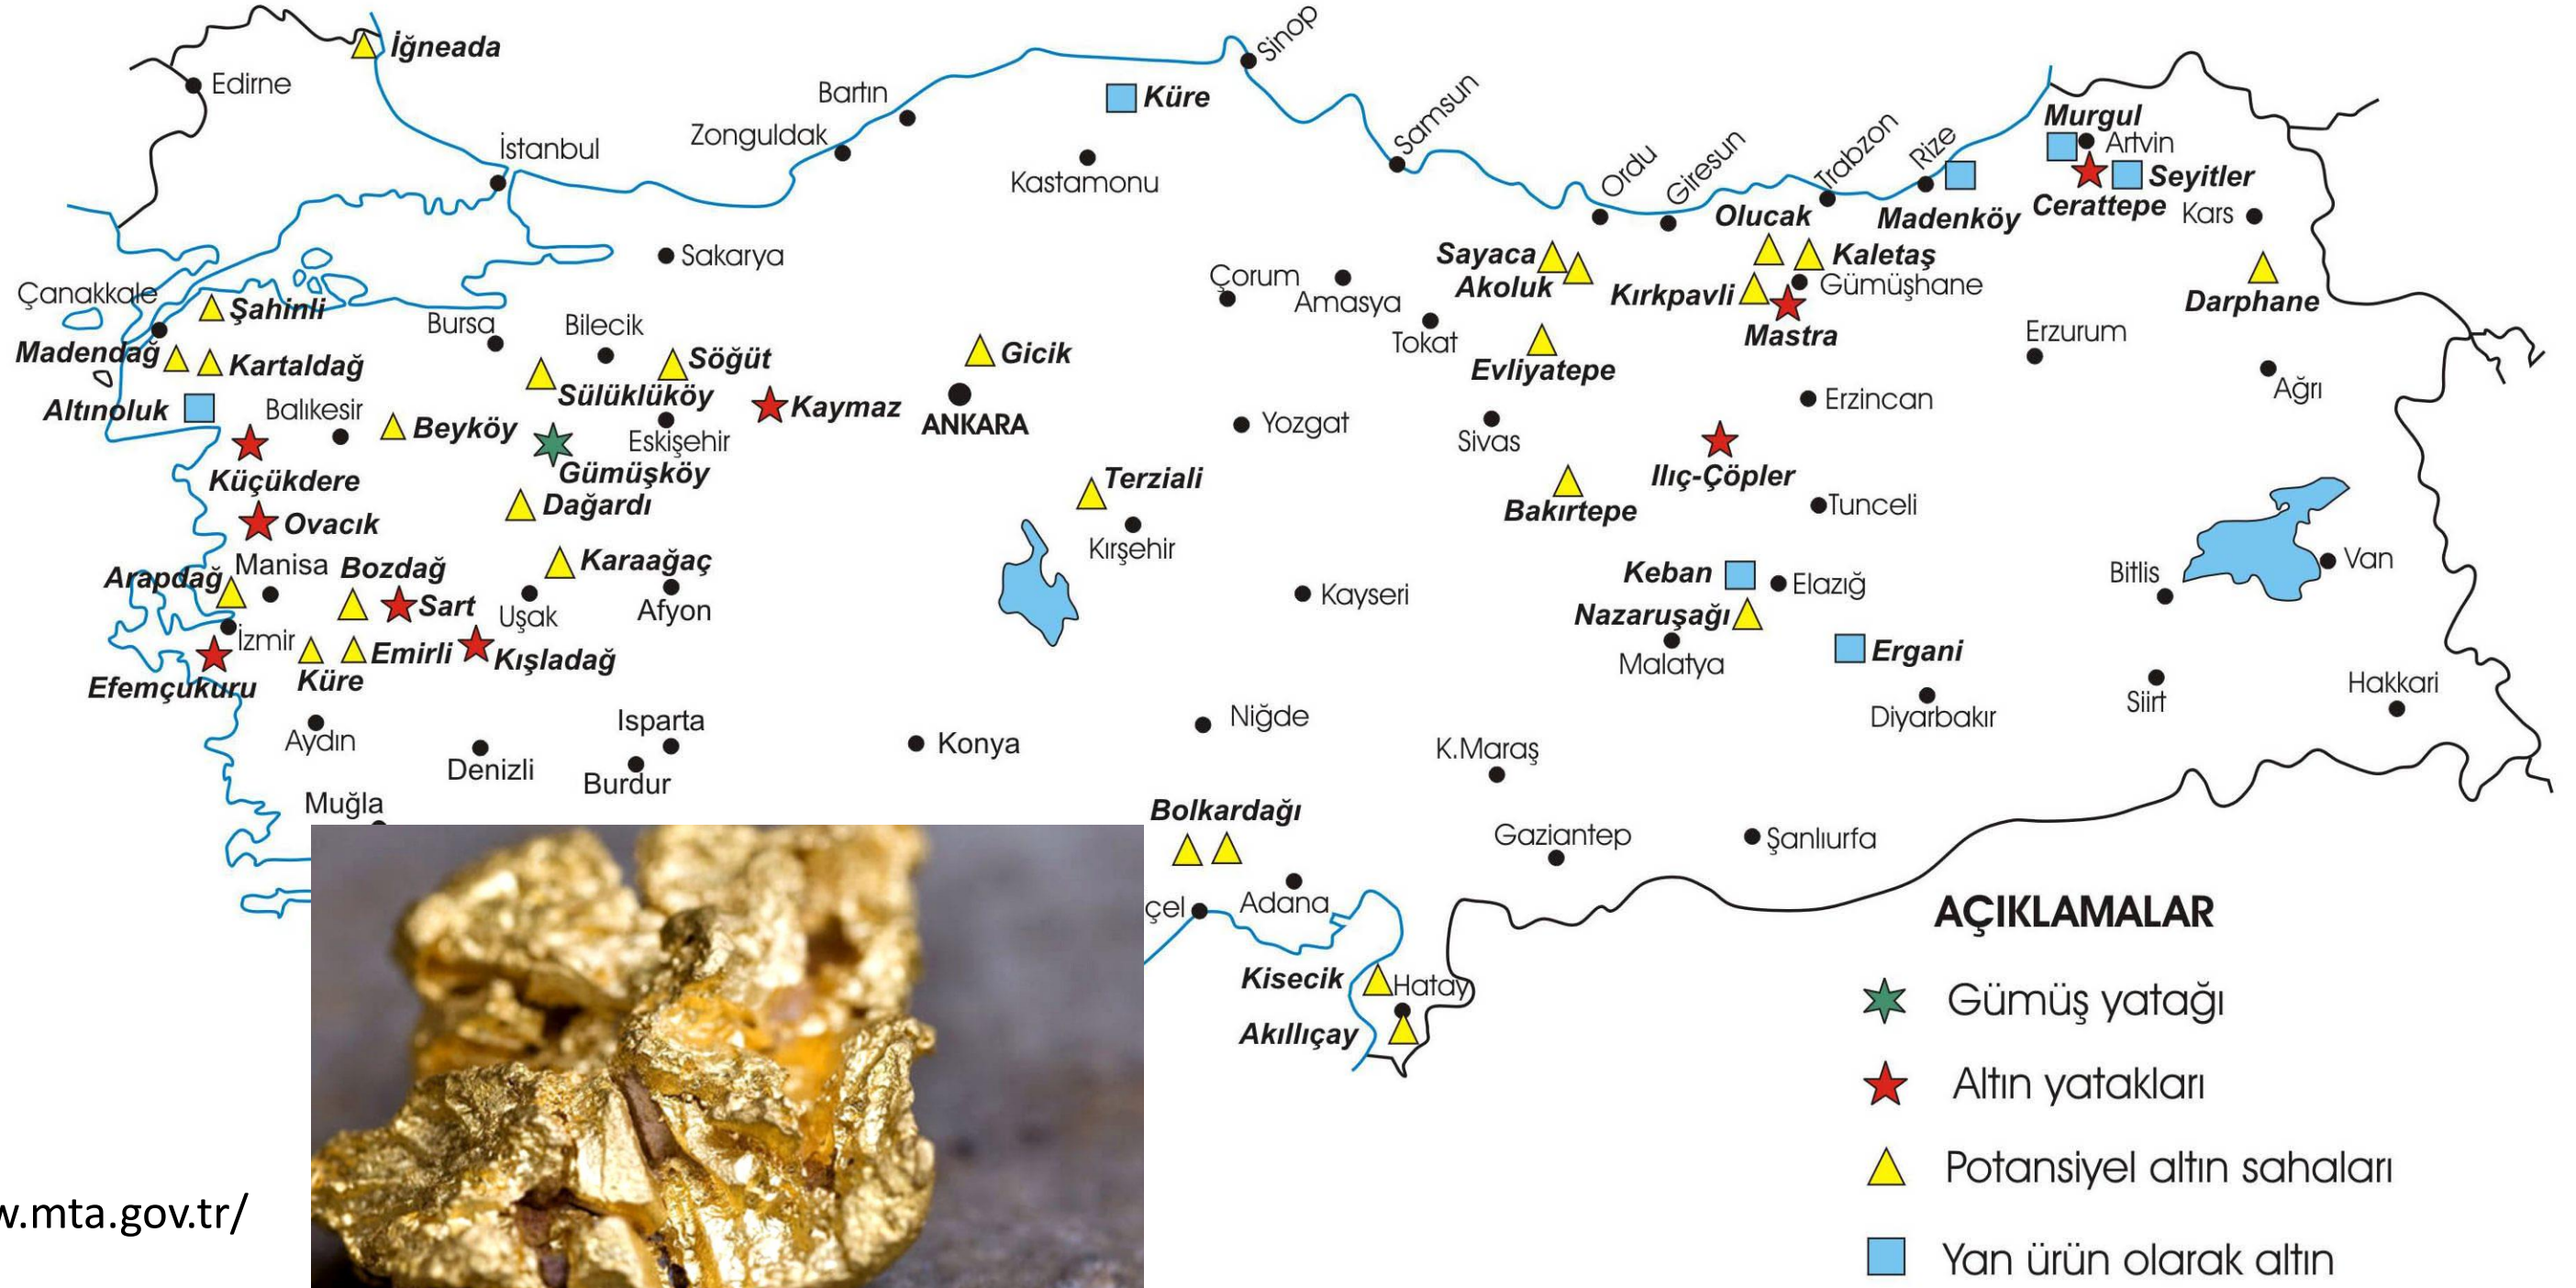 Sinop
İğneada
Edirne
Bartın
Küre
Samsun
Zonguldak
İstanbul
Kastamonu
Ordu
Giresun
Trabzon
Rize
Murgul
Artvin
Seyitler
Cerattepe
Kars
Olucak
Madenköy
Sakarya
Sayaca
Kaletaş
Çorum
Amasya
Akoluk
Kırkpavli
Gümüşhane
Darphane
Çanakkale
Şahinli
Bursa
Bilecik
Tokat
Mastra
Erzurum
Madendağ
Kartaldağ
Söğüt
Gicik
Evliyatepe
Ağrı
Altınoluk
Balıkesir
Sülüklüköy
Kaymaz
ANKARA
Erzincan
Beyköy
Eskişehir
Yozgat
Sivas
Küçükdere
Gümüşköy
Terziali
Ilıç-Çöpler
Ovacık
Dağardı
Bakırtepe
Tunceli
Kırşehir
Manisa
Bozdağ
Karaağaç
Arapdağ
Keban
Elazığ
Bitlis
Van
Sart
Uşak
Afyon
Kayseri
Nazaruşağı
İzmir
Emirli
Kışladağ
Malatya
Ergani
Efemçukuru
Küre
Siirt
Hakkari
Aydın
Isparta
Niğde
Diyarbakır
Denizli
Burdur
Konya
K.Maraş
Muğla
Bolkardağı
Gaziantep
Şanlıurfa
çel
Adana
AÇIKLAMALAR
Kisecik
Hatay
Gümüş yatağı
Akıllıçay
Altın yatakları
Potansiyel altın sahaları
w.mta.gov.tr/
Yan ürün olarak altın